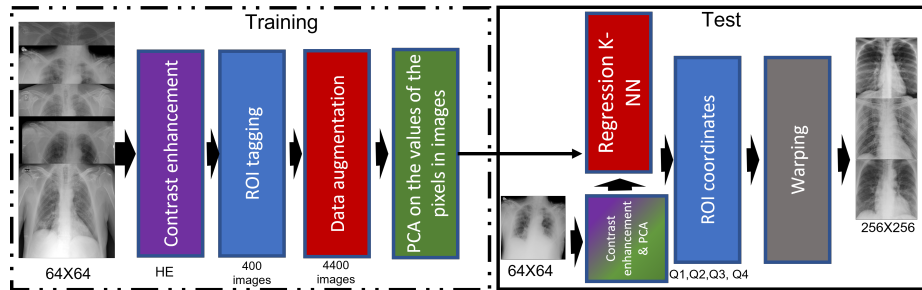 Training
Contrast enhancement
ROI tagging
Data augmentation
PCA on the values of the
pixels in images
64X64
HE
400
images
4400
images
Test
Regression K-
NN
Contrast
enhancement
& PCA
64X64
ROI coordinates
Q1,Q2,Q3, Q4
Warping
256X256